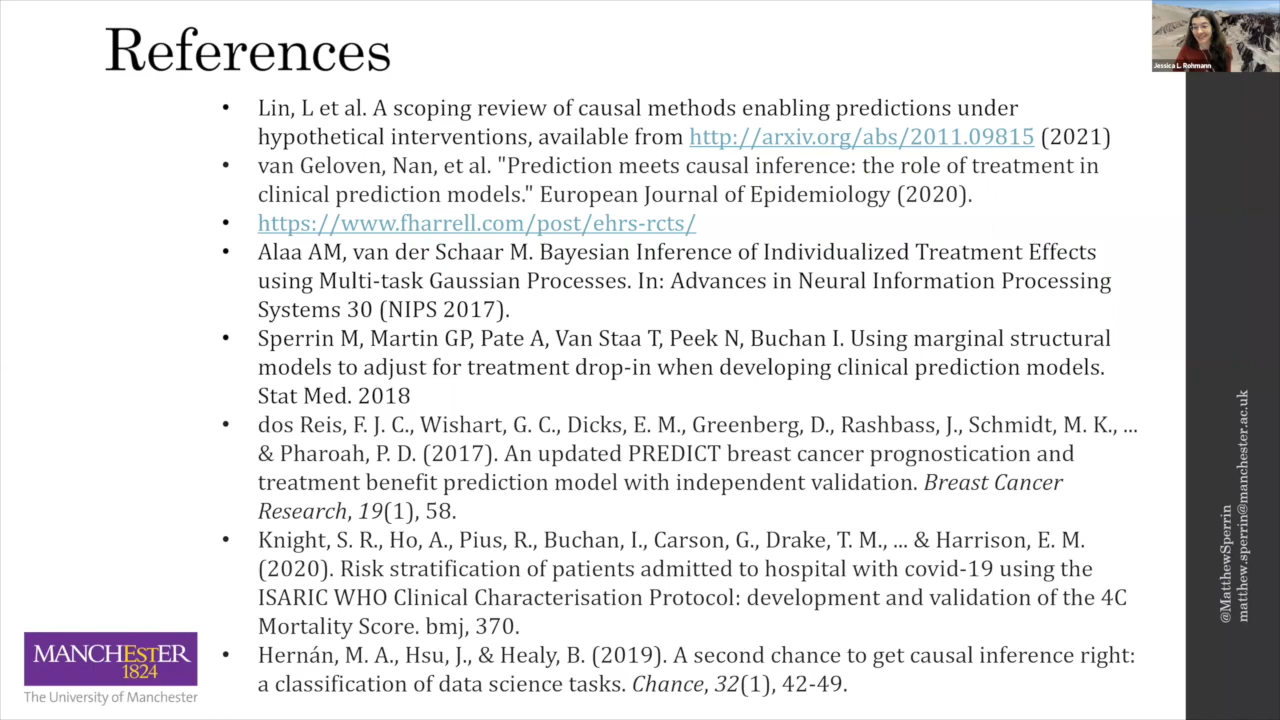 References
Jessica L. Rohmann
• Lin, L et al. A scoping review of causal methods enabling predictions under
hypothetical interventions, available from http://arxiv.org/abs/2011.09815 (2021)
• van Geloven, Nan, et al. "Prediction meets causal inference: the role of treatment in
clinical prediction models." European Journal of Epidemiology (2020).
• https://www.fharrell.com/post/ehrs-rcts/
• Alaa AM, van der Schaar M. Bayesian Inference of Individualized Treatment Effects
using Multi-task Gaussian Processes. In: Advances in Neural Information Processing
Systems 30 (NIPS 2017).
• Sperrin M, Martin GP, Pate A, Van Staa T, Peek N, Buchan I. Using marginal structural
models to adjust for treatment drop-in when developing clinical prediction models.
Stat Med. 2018
• dos Reis, F. J. C., Wishart, G. C., Dicks, E. M., Greenberg, D., Rashbass, J., Schmidt, M. K., ...
& Pharoah, P. D. (2017). An updated PREDICT breast cancer prognostication and
treatment benefit prediction model with independent validation. Breast Cancer
Research, 19(1), 58.
• Knight, S. R., Ho, A., Pius, R., Buchan, I., Carson, G., Drake, T. M., ... & Harrison, E. M.
(2020). Risk stratification of patients admitted to hospital with covid-19 using the
ISARIC WHO Clinical Characterisation Protocol: development and validation of the 4C
Mortality Score. bmj, 370.
• Hernán, M. A., Hsu, J., & Healy, B. (2019). A second chance to get causal inference right:
a classification of data science tasks. Chance, 32(1), 42-49.
MANCHESTER
1824
The University of Manchester
@MatthewSperrin
matthew.sperrin@manchester.ac.uk